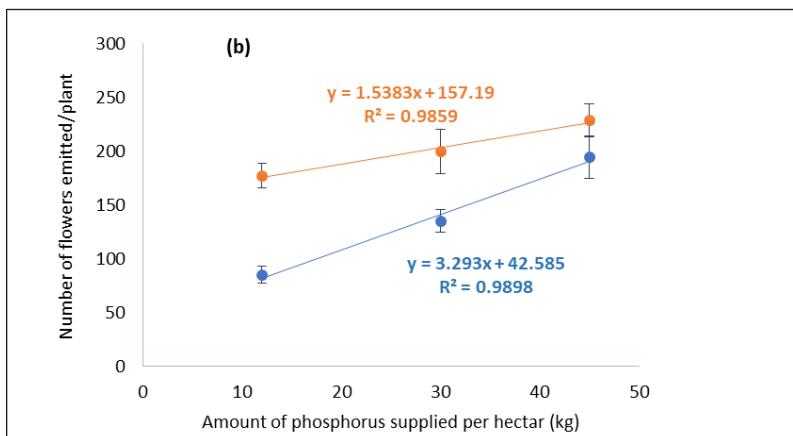 (b)
300
250
200
150
100
50
0
Number of flowers emitted/plant
y = 1.5383x + 157.19
R² = 0.9859
y = 3.293x + 42.585
R² = 0.9898
0 10 20 30 40 50
Amount of phosphorus supplied per hectar (kg)